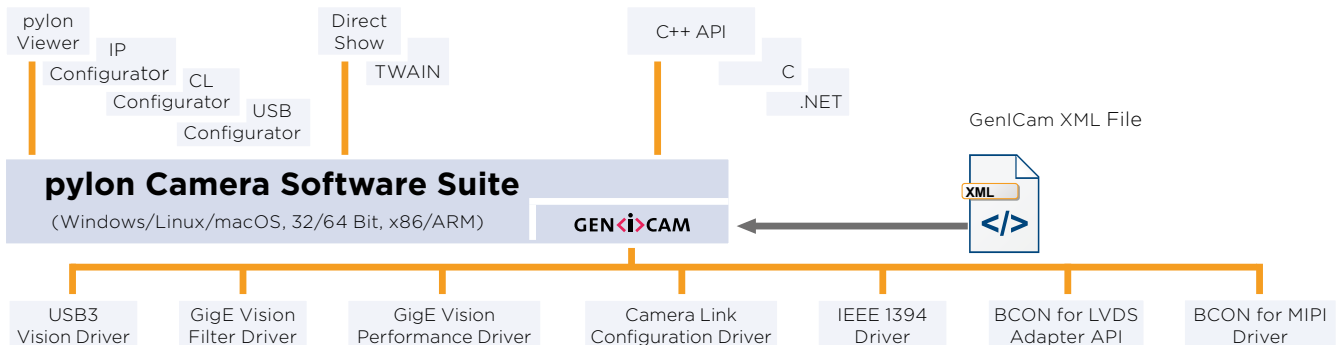 pylon
Viewer
IP
Configurator
CL
Configurator
USB
Configurator
Direct
Show
TWAIN
C++ API
C
.NET
GenICam XML File
XML
</>
pylon Camera Software Suite
(Windows/Linux/macOS, 32/64 Bit, x86/ARM)
GEN<i>CAM
USB3
Vision Driver
GigE Vision
Filter Driver
GigE Vision
Performance Driver
Camera Link
Configuration Driver
IEEE 1394
Driver
BCON for LVDS
Adapter API
BCON for MIPI
Driver